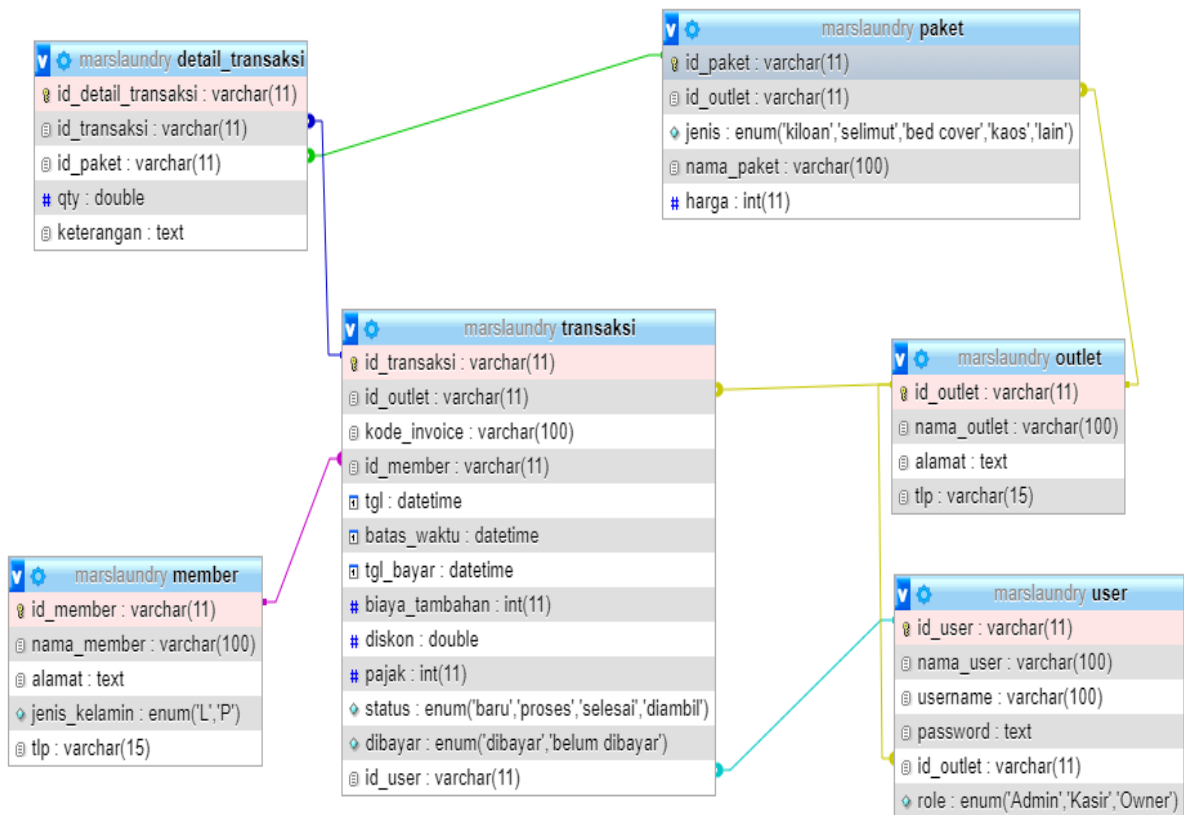 marslaundry detail_transaksi
id_detail_transaksi : varchar(11)
id_transaksi : varchar(11)
id_paket : varchar(11)
# qty : double
keterangan : text
marslaundry paket
id_paket : varchar(11)
id_outlet : varchar(11)
jenis : enum('kiloan','selimut','bed cover','kaos','lain')
nama_paket : varchar(100)
# harga : int(11)
marslaundry transaksi
id_transaksi : varchar(11)
id_outlet : varchar(11)
kode_invoice : varchar(100)
id_member : varchar(11)
tgl : datetime
batas_waktu : datetime
tgl_bayar : datetime
# biaya_tambahan : int(11)
# diskon : double
# pajak : int(11)
status : enum('baru','proses','selesai','diambil')
dibayar : enum('dibayar','belum dibayar')
id_user : varchar(11)
marslaundry outlet
id_outlet : varchar(11)
nama_outlet : varchar(100)
alamat : text
tlp : varchar(15)
marslaundry member
id_member : varchar(11)
nama_member : varchar(100)
alamat : text
jenis_kelamin : enum('L','P')
tlp : varchar(15)
marslaundry user
id_user : varchar(11)
nama_user : varchar(100)
username : varchar(100)
password : text
id_outlet : varchar(11)
role : enum('Admin','Kasir','Owner')